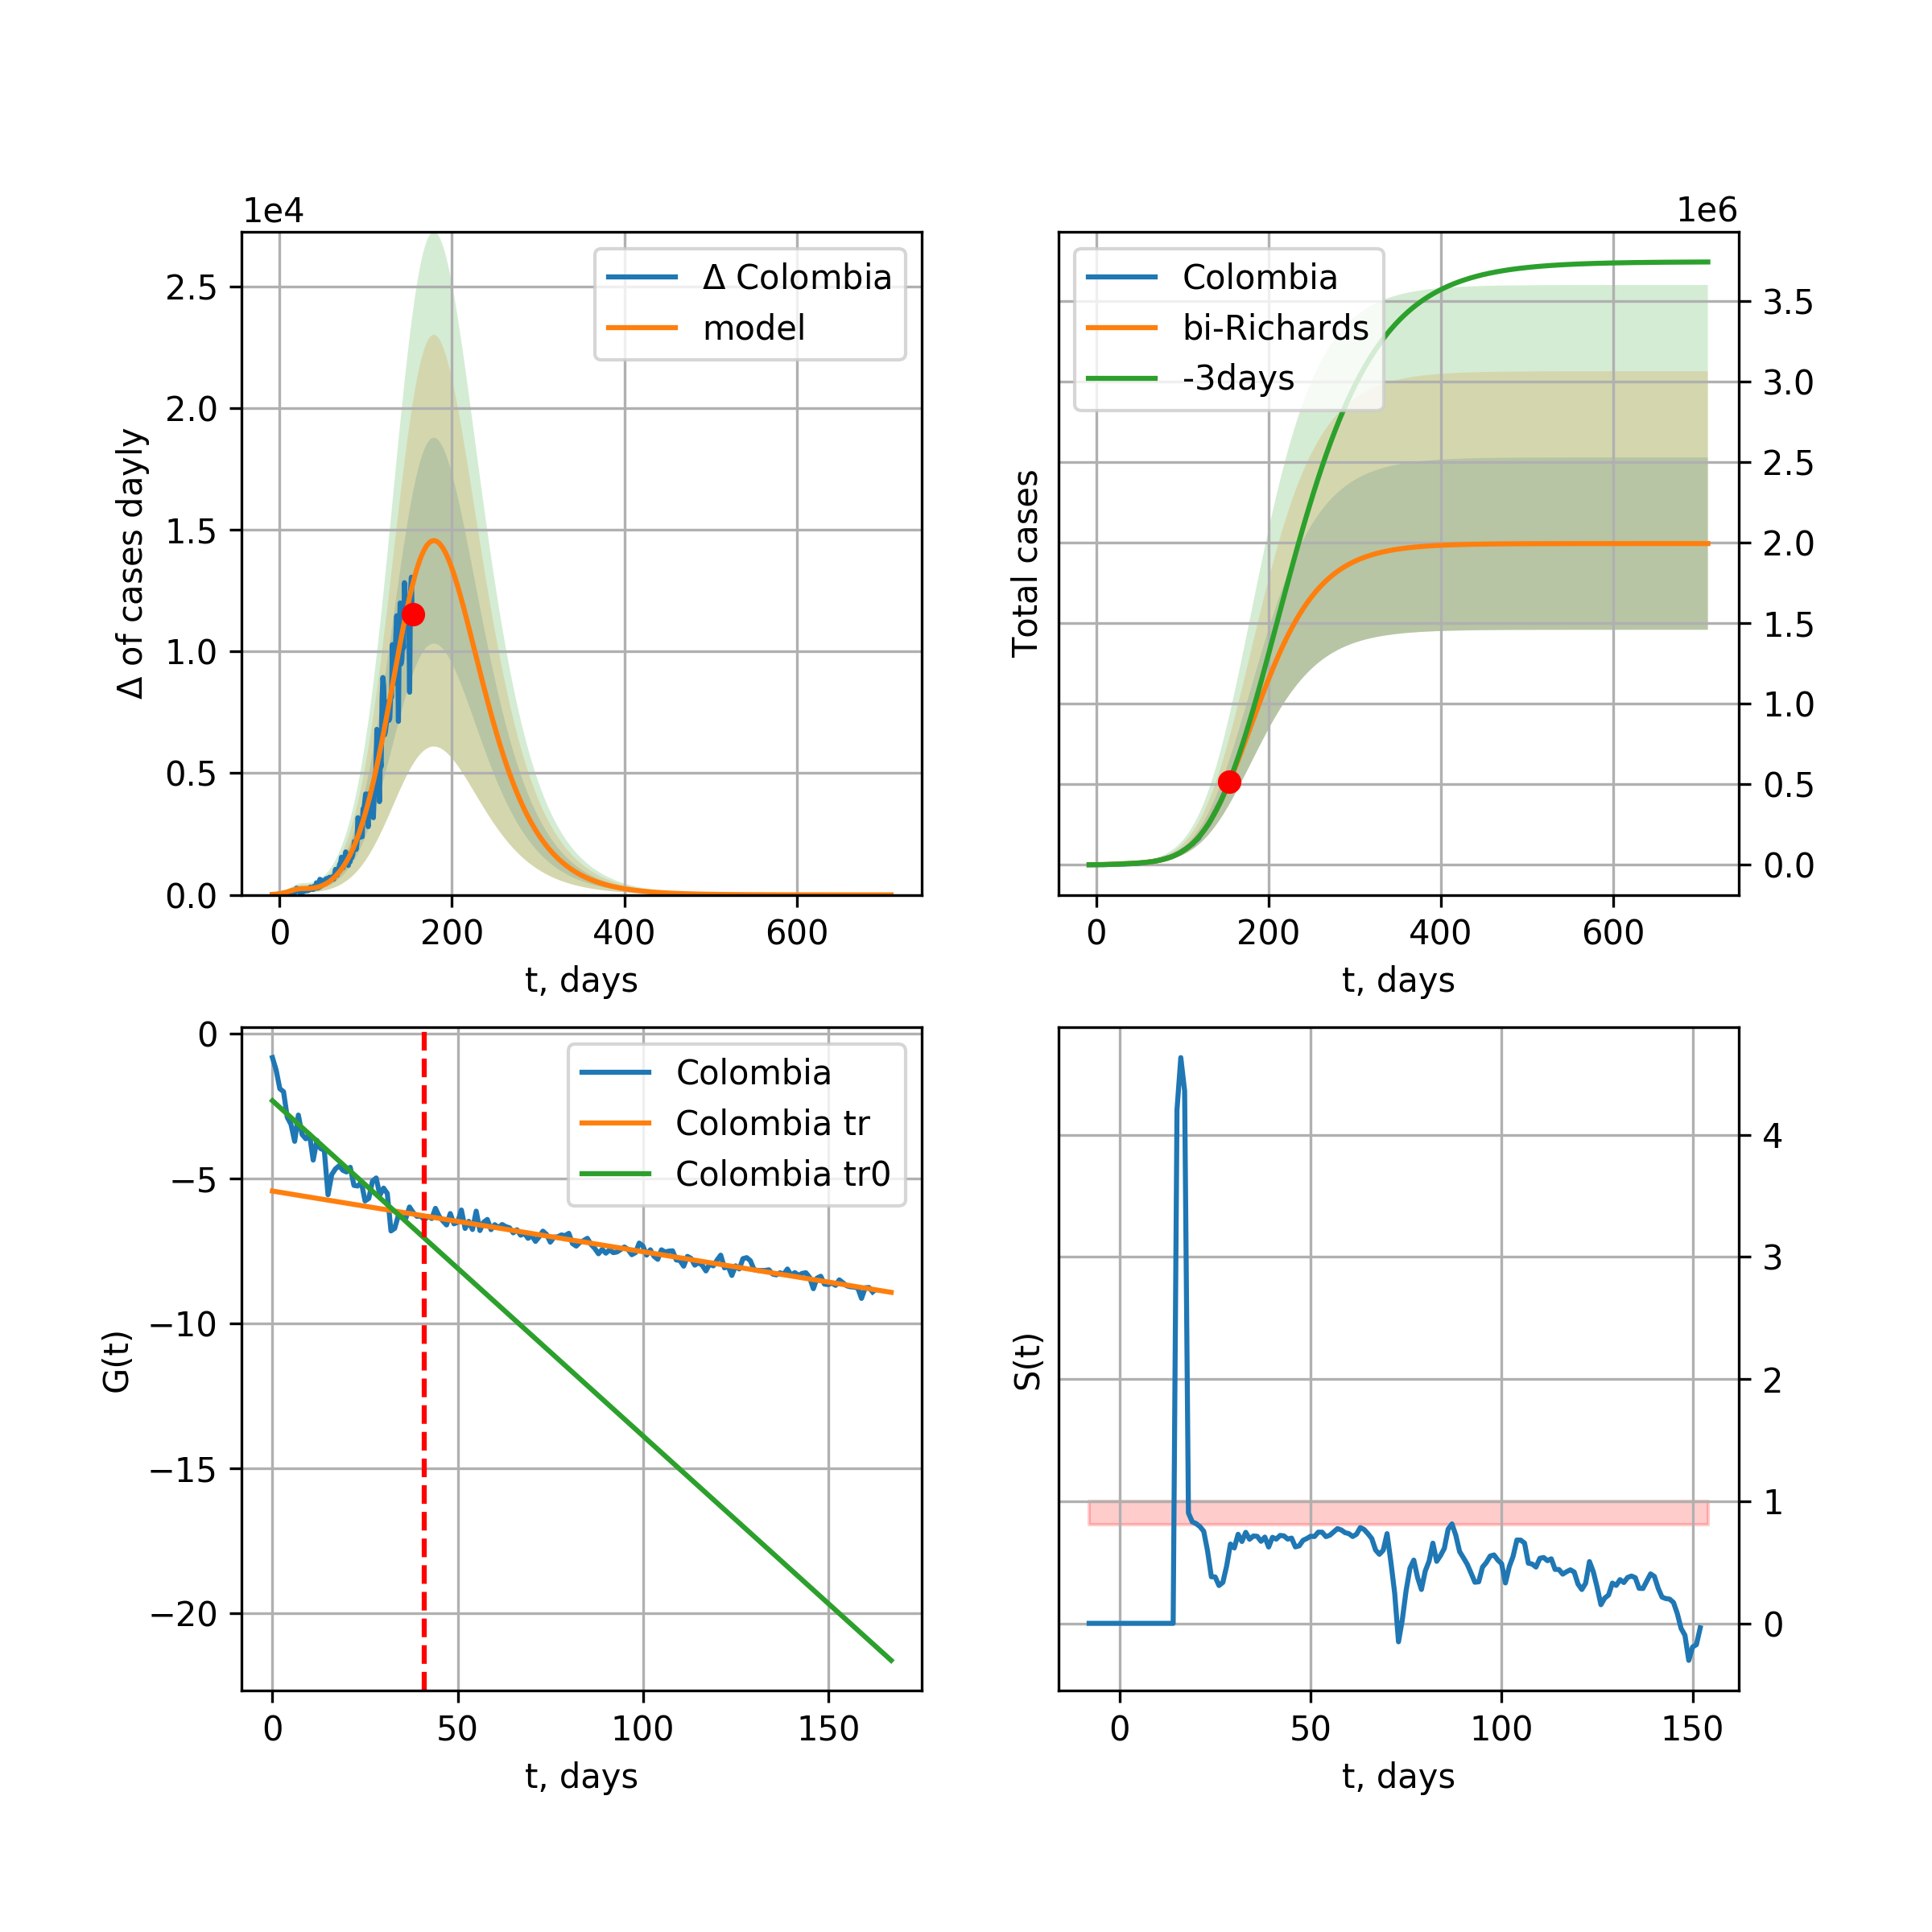 1e4
Δ of cases dayly
2.5
2.0
1.5
1.0
0.5
0.0
0 200 400 600
t, days
Δ Colombia
model
1e6
Total cases
3.5
3.0
2.5
2.0
1.5
1.0
0.5
0.0
0 200 400 600
t, days
Colombia
bi-Richards
-3days
G(t)
0
−5
−10
−15
−20
0 50 100 150
t, days
Colombia
Colombia tr
Colombia tr0
S(t)
4
3
2
1
0
0 50 100 150
t, days